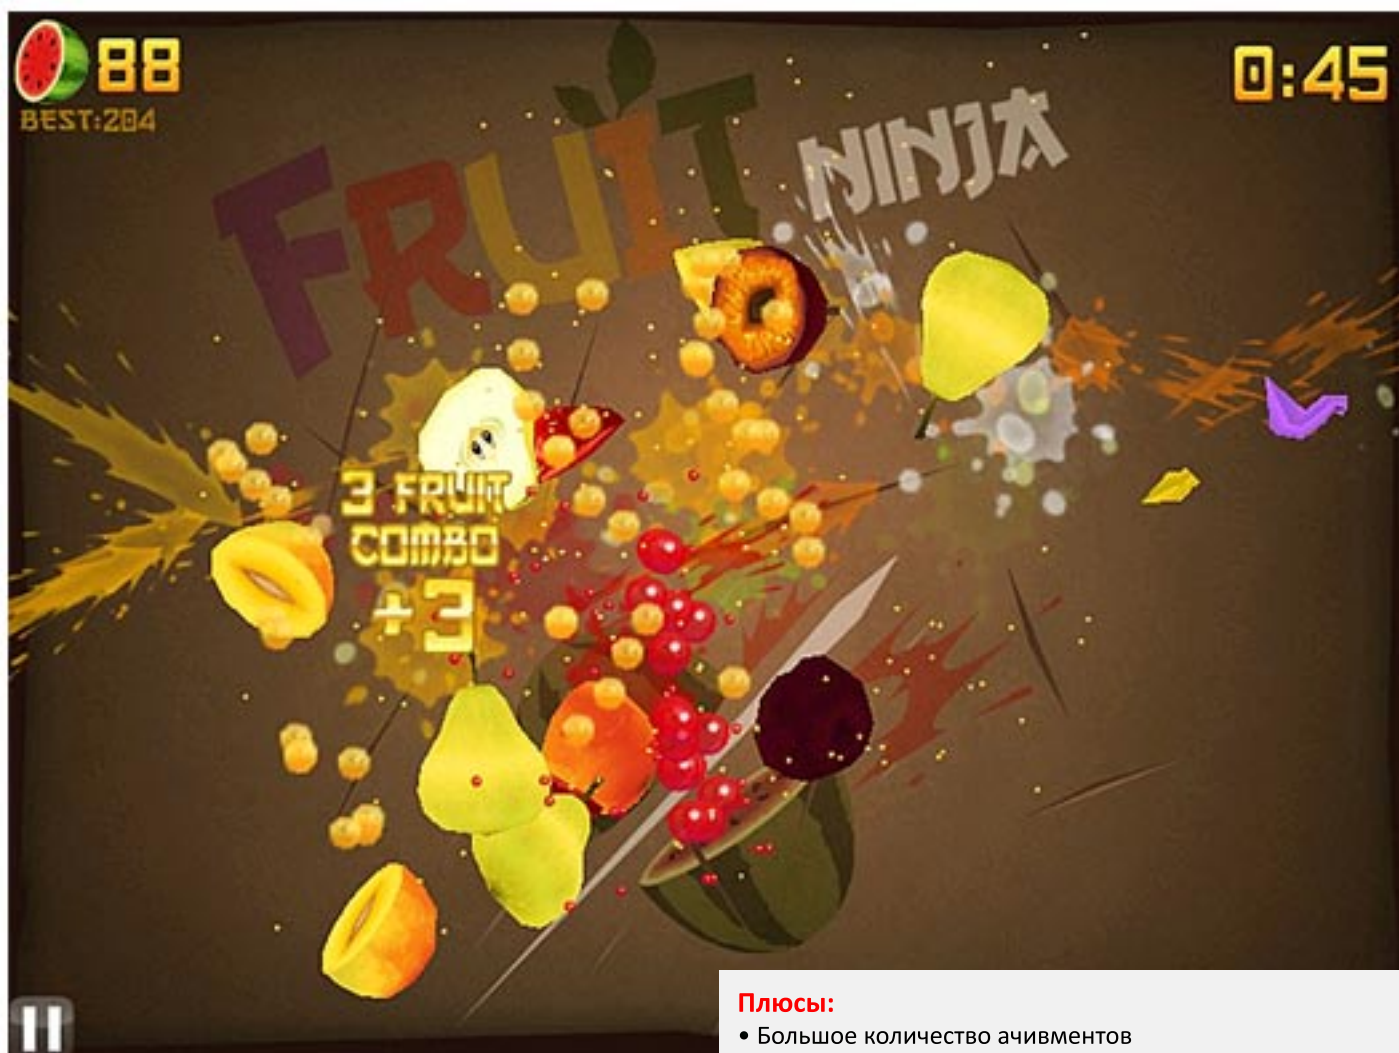 88
BEST:204
0:45
FRUIT NINJA
3 FRUIT
COMBO
+3
Плюсы:
• Большое количество ачивментов